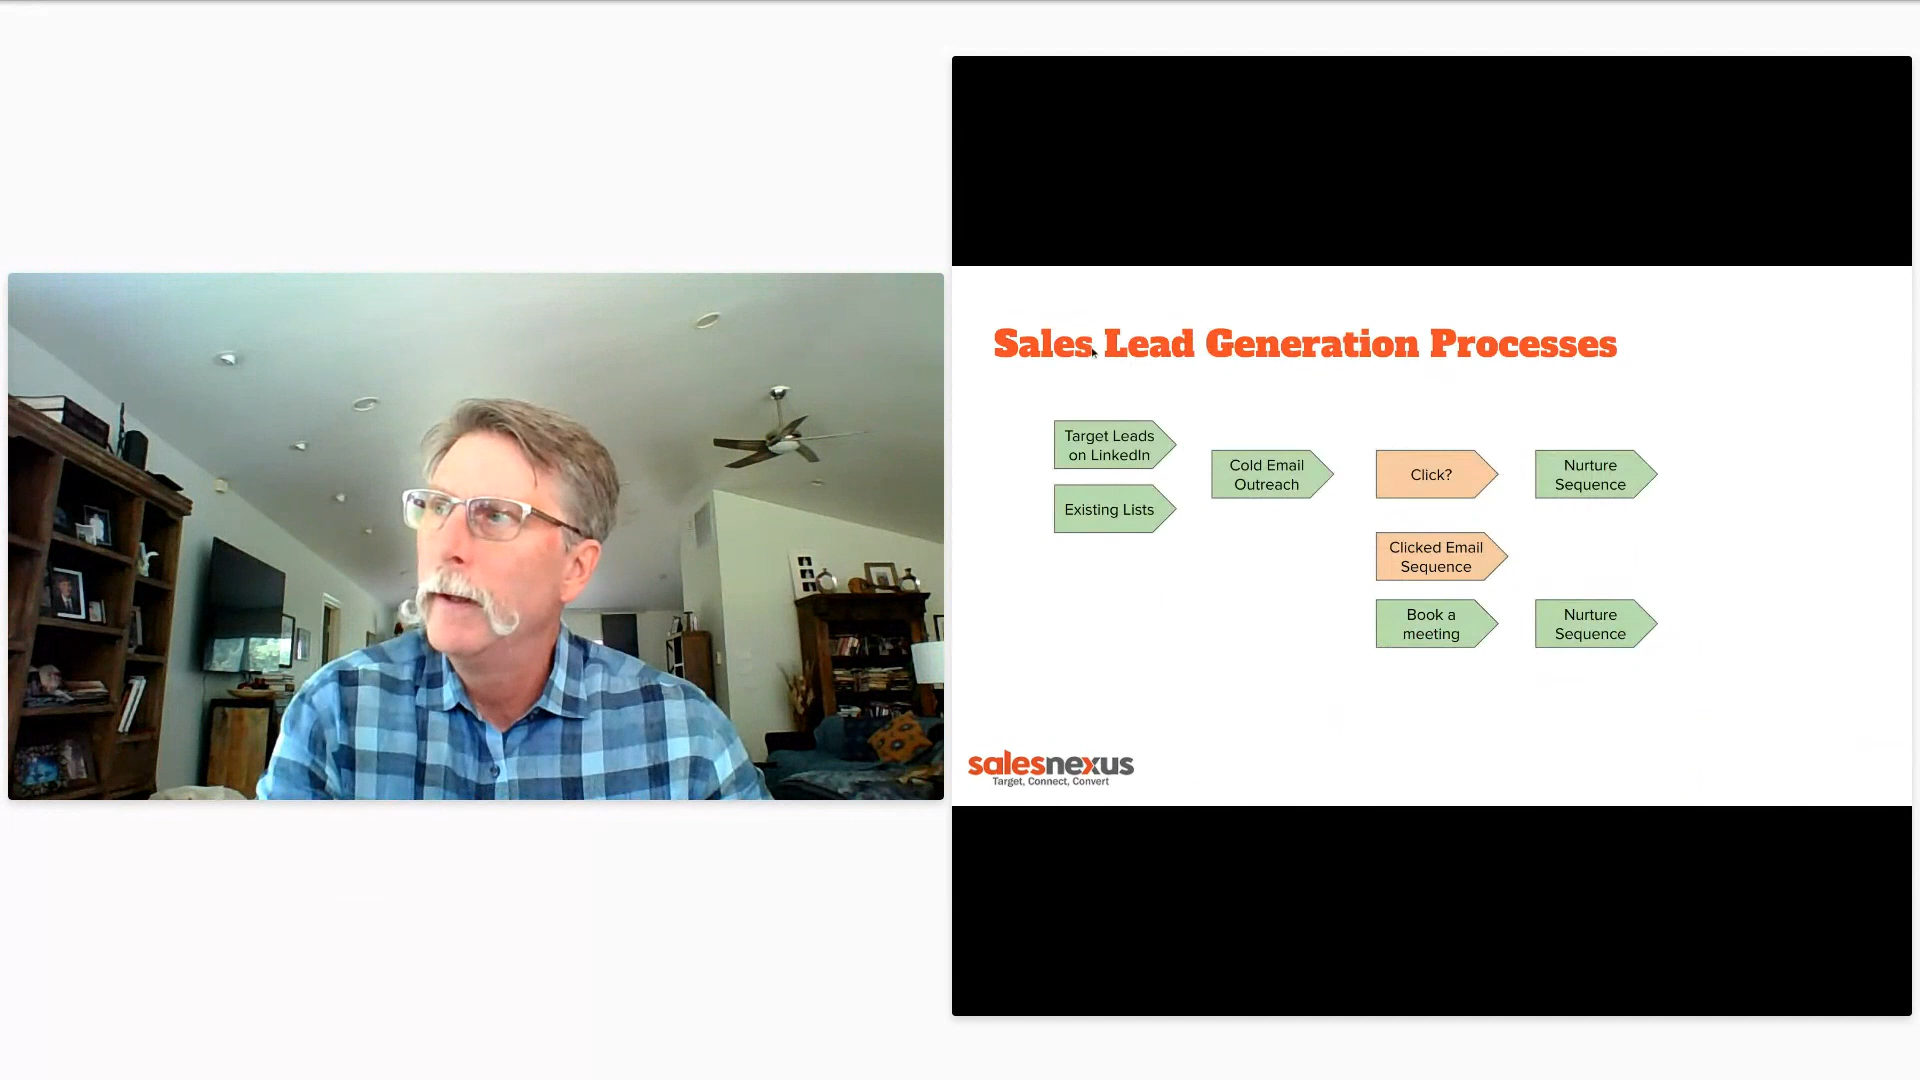 Sales Lead Generation Processes
Target Leads
on LinkedIn
Existing Lists
Cold Email
Outreach
Click?
Nurture
Sequence
Clicked Email
Sequence
Book a
meeting
Nurture
Sequence
salesnexus
Target, Connect, Convert